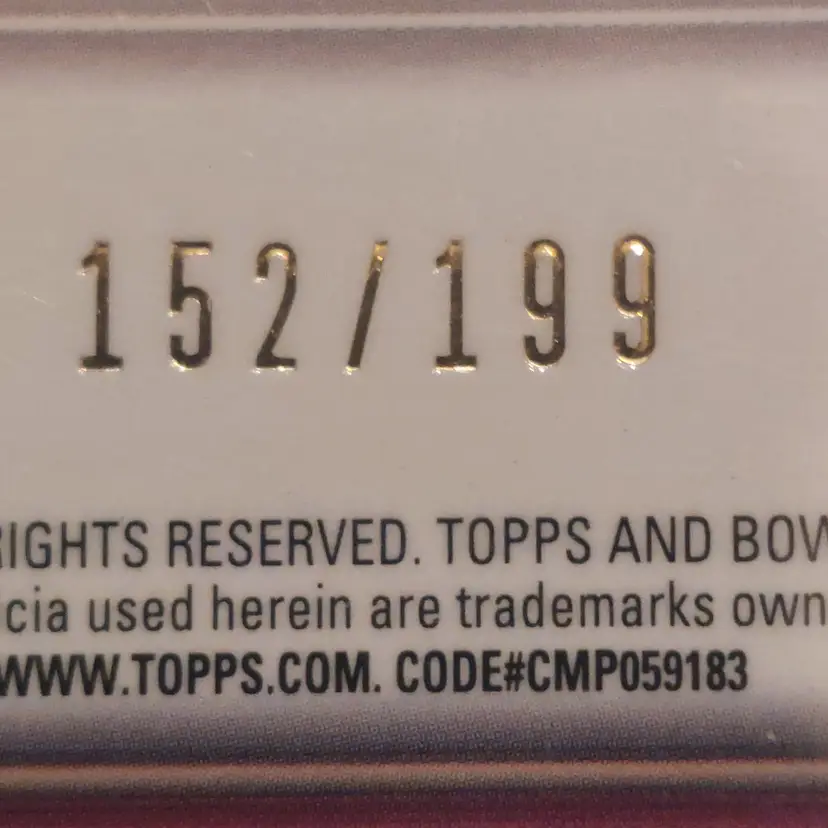 152/199
RIGHTS RESERVED. TOPPS AND BOW
cia used herein are trademarks own
WWW.TOPPS.COM. CODE#CMP059183